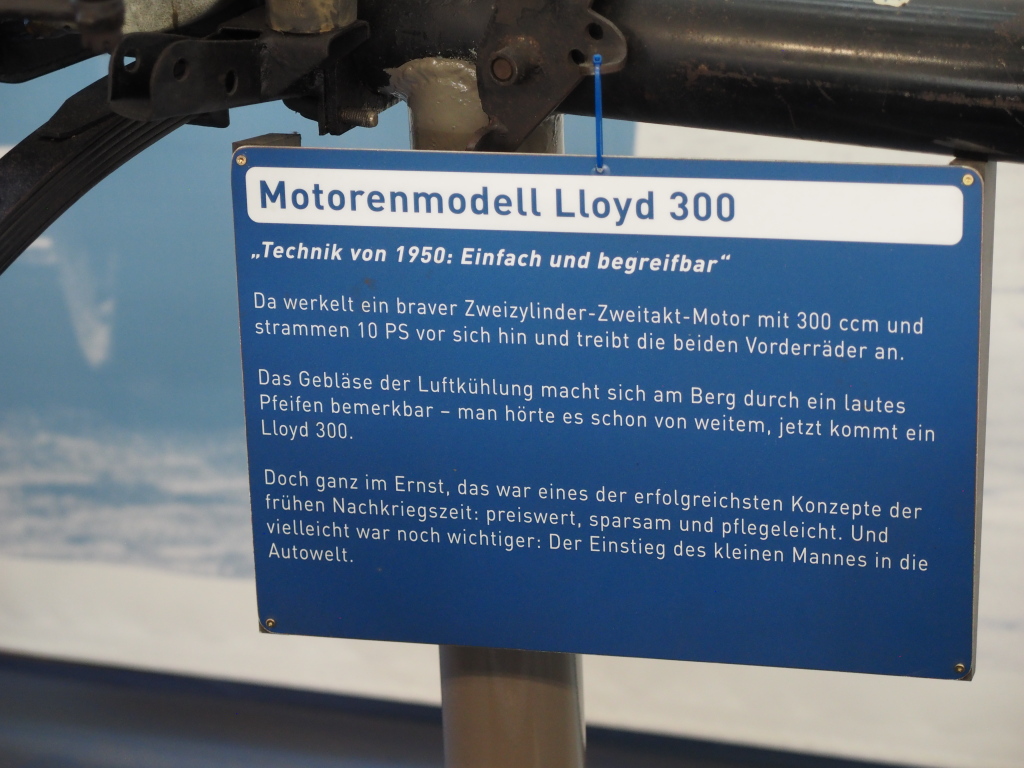 Motorenmodell Lloyd 300
„Technik von 1950: Einfach und begreifbar“
Da werkelt ein braver Zweizylinder-Zweitakt-Motor mit 300 ccm und
strammen 10 PS vor sich hin und treibt die beiden Vorderräder an.
Das Gebläse der Luftkühlung macht sich am Berg durch ein lautes
Pfeifen bemerkbar – man hörte es schon von weitem, jetzt kommt ein
Lloyd 300.
Doch ganz im Ernst, das war eines der erfolgreichsten Konzepte der
frühen Nachkriegszeit: preiswert, sparsam und pflegeleicht. Und
vielleicht war noch wichtiger: Der Einstieg des kleinen Mannes in die
Autowelt.